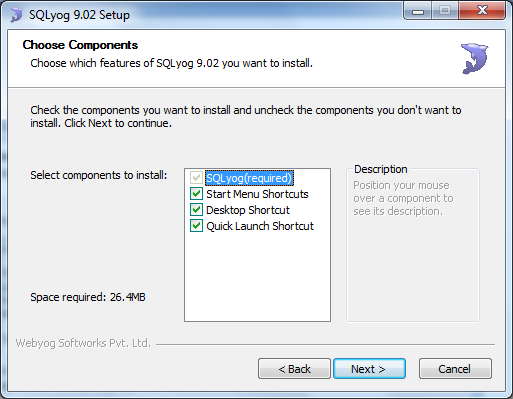 SQLyog 9.02 Setup
Choose Components
Choose which features of SQLyog 9.02 you want to install.
Check the components you want to install and uncheck the components you don't want to
install. Click Next to continue.
Select components to install:
SQLyog(required)
Start Menu Shortcuts
Desktop Shortcut
Quick Launch Shortcut
Description
Position your mouse
over a component to
see its description.
Space required: 26.4MB
Webyog Softworks Pvt. Ltd.
< Back
Next >
Cancel